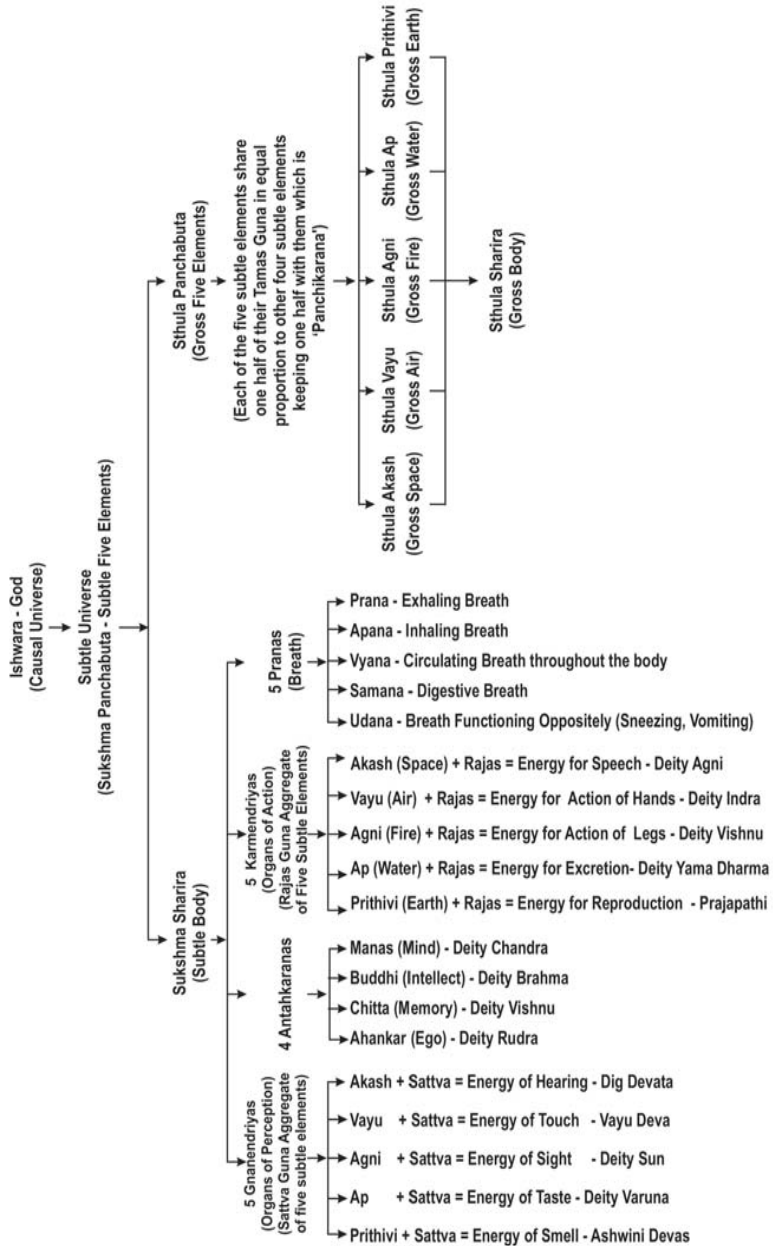 Ishwara - God
(Causal Universe)
Subtle Universe
(Sukshma Panchabuta - Subtle Five Elements)
Sukshma Sharira
(Subtle Body)
5 Gnanendriyas
(Organs of Perception)
(Sattva Guna Aggregate
of five subtle elements)
Akash + Sattva = Energy of Hearing - Dig Devata
Vayu + Sattva = Energy of Touch - Vayu Deva
Agni + Sattva = Energy of Sight - Deity Sun
Ap + Sattva = Energy of Taste - Deity Varuna
Prithivi + Sattva = Energy of Smell - Ashwini Devas
4 Antahkaranas
Manas (Mind) - Deity Chandra
Buddhi (Intellect) - Deity Brahma
Chitta (Memory) - Deity Vishnu
Ahankar (Ego) - Deity Rudra
5 Karmendriyas
(Organs of Action)
(Rajas Guna Aggregate
of Five Subtle Elements)
Akash (Space) + Rajas = Energy for Speech - Deity Agni
Vayu (Air) + Rajas = Energy for Action of Hands - Deity Indra
Agni (Fire) + Rajas = Energy for Action of Legs - Deity Vishnu
Ap (Water) + Rajas = Energy for Excretion- Deity Yama Dharma
Prithivi (Earth) + Rajas = Energy for Reproduction - Prajapathi
5 Pranas
(Breath)
Prana - Exhaling Breath
Apana - Inhaling Breath
Vyana - Circulating Breath throughout the body
Samana - Digestive Breath
Udana - Breath Functioning Oppositely (Sneezing, Vomiting)
Sthula Panchabuta
(Gross Five Elements)
(Each of the five subtle elements share
one half of their Tamas Guna in equal
proportion to other four subtle elements
keeping one half with them which is
'Panchikarana')
Sthula Akash
(Gross Space)
Sthula Vayu
(Gross Air)
Sthula Agni
(Gross Fire)
Sthula Ap
(Gross Water)
Sthula Prithivi
(Gross Earth)
Sthula Sharira
(Gross Body)